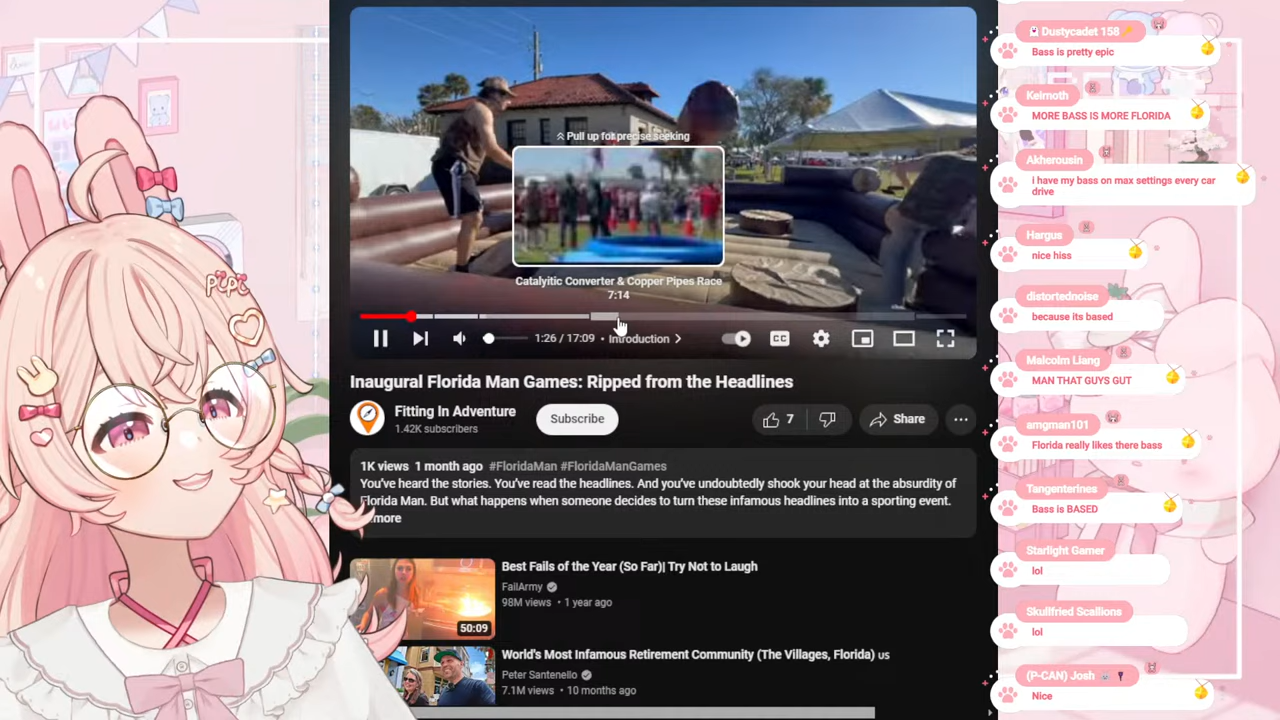 Pull up for precise seeking
Catalyitic Converter & Copper Pipes Race
7:14
1:26 / 17:09 • Introduction
CC
Inaugural Florida Man Games: Ripped from the Headlines
Fitting In Adventure
1.42K subscribers
Subscribe
7
Share
1K views 1 month ago #FloridaMan #FloridaManGames
You've heard the stories. You've read the headlines. And you've undoubtedly shook your head at the absurdity of
Florida Man. But what happens when someone decides to turn these infamous headlines into a sporting event.
more
Best Fails of the Year (So Far)| Try Not to Laugh
FailArmy
98M views • 1 year ago
50:09
World's Most Infamous Retirement Community (The Villages, Florida) us
Peter Santenello
7.1M views • 10 months ago
pipi
Dustycadet 158
Bass is pretty epic
Keimoth
MORE BASS IS MORE FLORIDA
Akherousin
i have my bass on max settings every car
drive
Hargus
nice hiss
distortednoise
because its based
Malcolm Liang
MAN THAT GUYS GUT
amgman101
Florida really likes there bass
Tangenterines
Bass is BASED
Starlight Gamer
lol
Skullfried Scallions
lol
(P-CAN) Josh
Nice